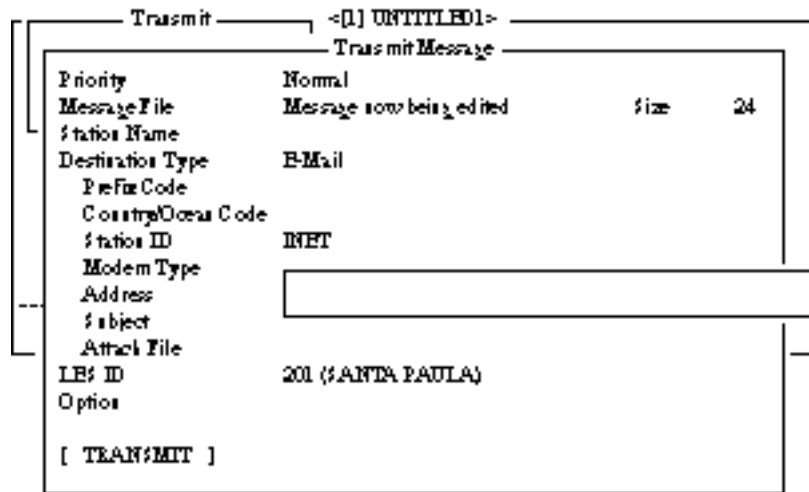 Transmit <[1] UNTITLED1>
Transmit Message
Priority Normal
Message File Message now being edited Size 24
Station Name
Destination Type E-Mail
Prefix Code
Country/Ocean Code
Station ID INET
Modem Type
Address
Subject
Attach File
LES ID 201 (SANTA PAULA)
Option
[ TRANSMIT ]